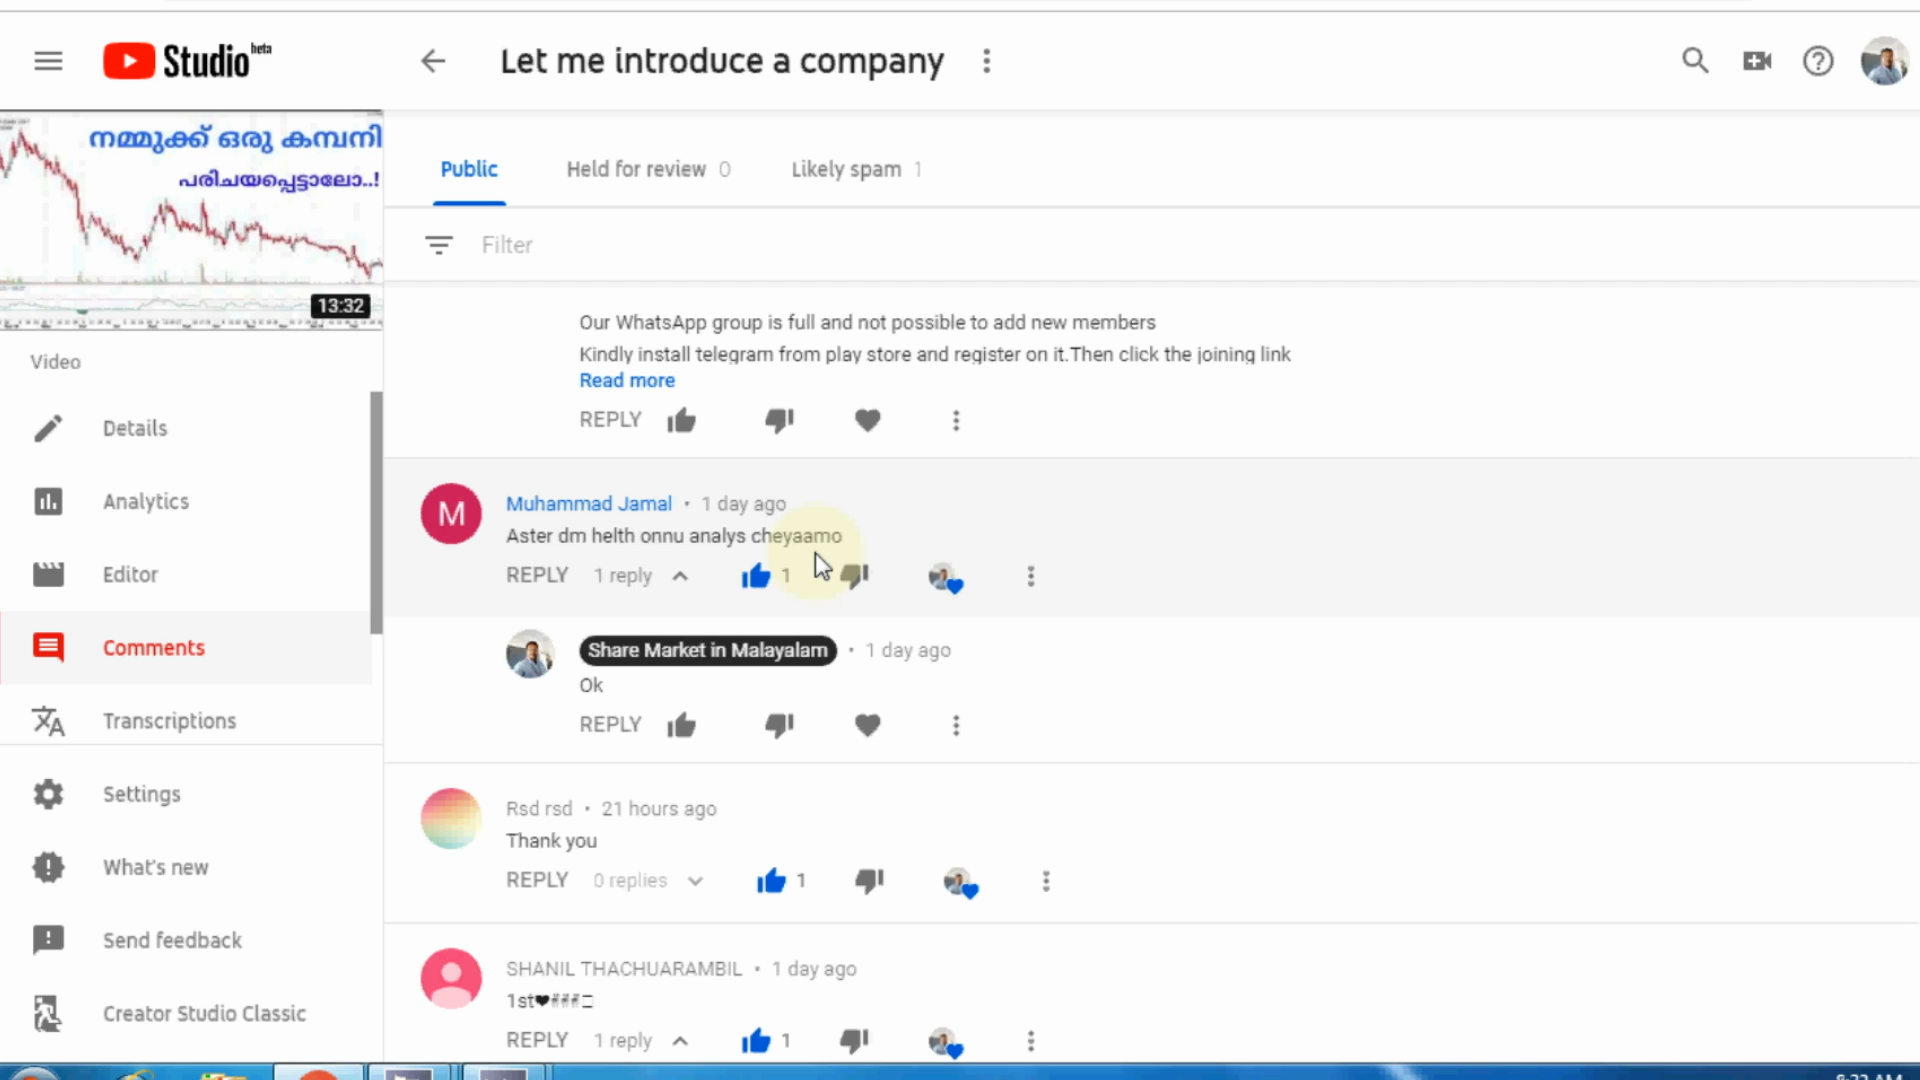 Studio beta
Let me introduce a company
നമ്മുക്ക് ഒരു കമ്പനി
പരിചയപ്പെട്ടാലോ..!
13:32
Video
Details
Analytics
Editor
Comments
Transcriptions
Settings
What's new
Send feedback
Creator Studio Classic
Public
Held for review 0
Likely spam 1
Filter
Our WhatsApp group is full and not possible to add new members
Kindly install telegram from play store and register on it.Then click the joining link
Read more
REPLY
M
Muhammad Jamal • 1 day ago
Aster dm helth onnu analys cheyaamo
REPLY 1 reply 1
Share Market in Malayalam • 1 day ago
Ok
REPLY
Rsd rsd • 21 hours ago
Thank you
REPLY 0 replies 1
SHANIL THACHUARAMBIL • 1 day ago
1st
REPLY 1 reply 1